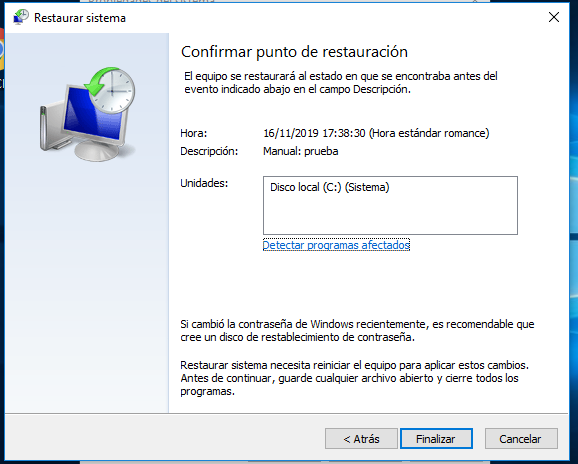 Restaurar sistema
Confirmar punto de restauración
El equipo se restaurará al estado en que se encontraba antes del
evento indicado abajo en el campo Descripción.
Hora: 16/11/2019 17:38:30 (Hora estándar romance)
Descripción: Manual: prueba
Unidades: Disco local (C:) (Sistema)
Detectar programas afectados
Si cambió la contraseña de Windows recientemente, es recomendable que
cree un disco de restablecimiento de contraseña.
Restaurar sistema necesita reiniciar el equipo para aplicar estos cambios.
Antes de continuar, guarde cualquier archivo abierto y cierre todos los
programas.
< Atrás Finalizar Cancelar